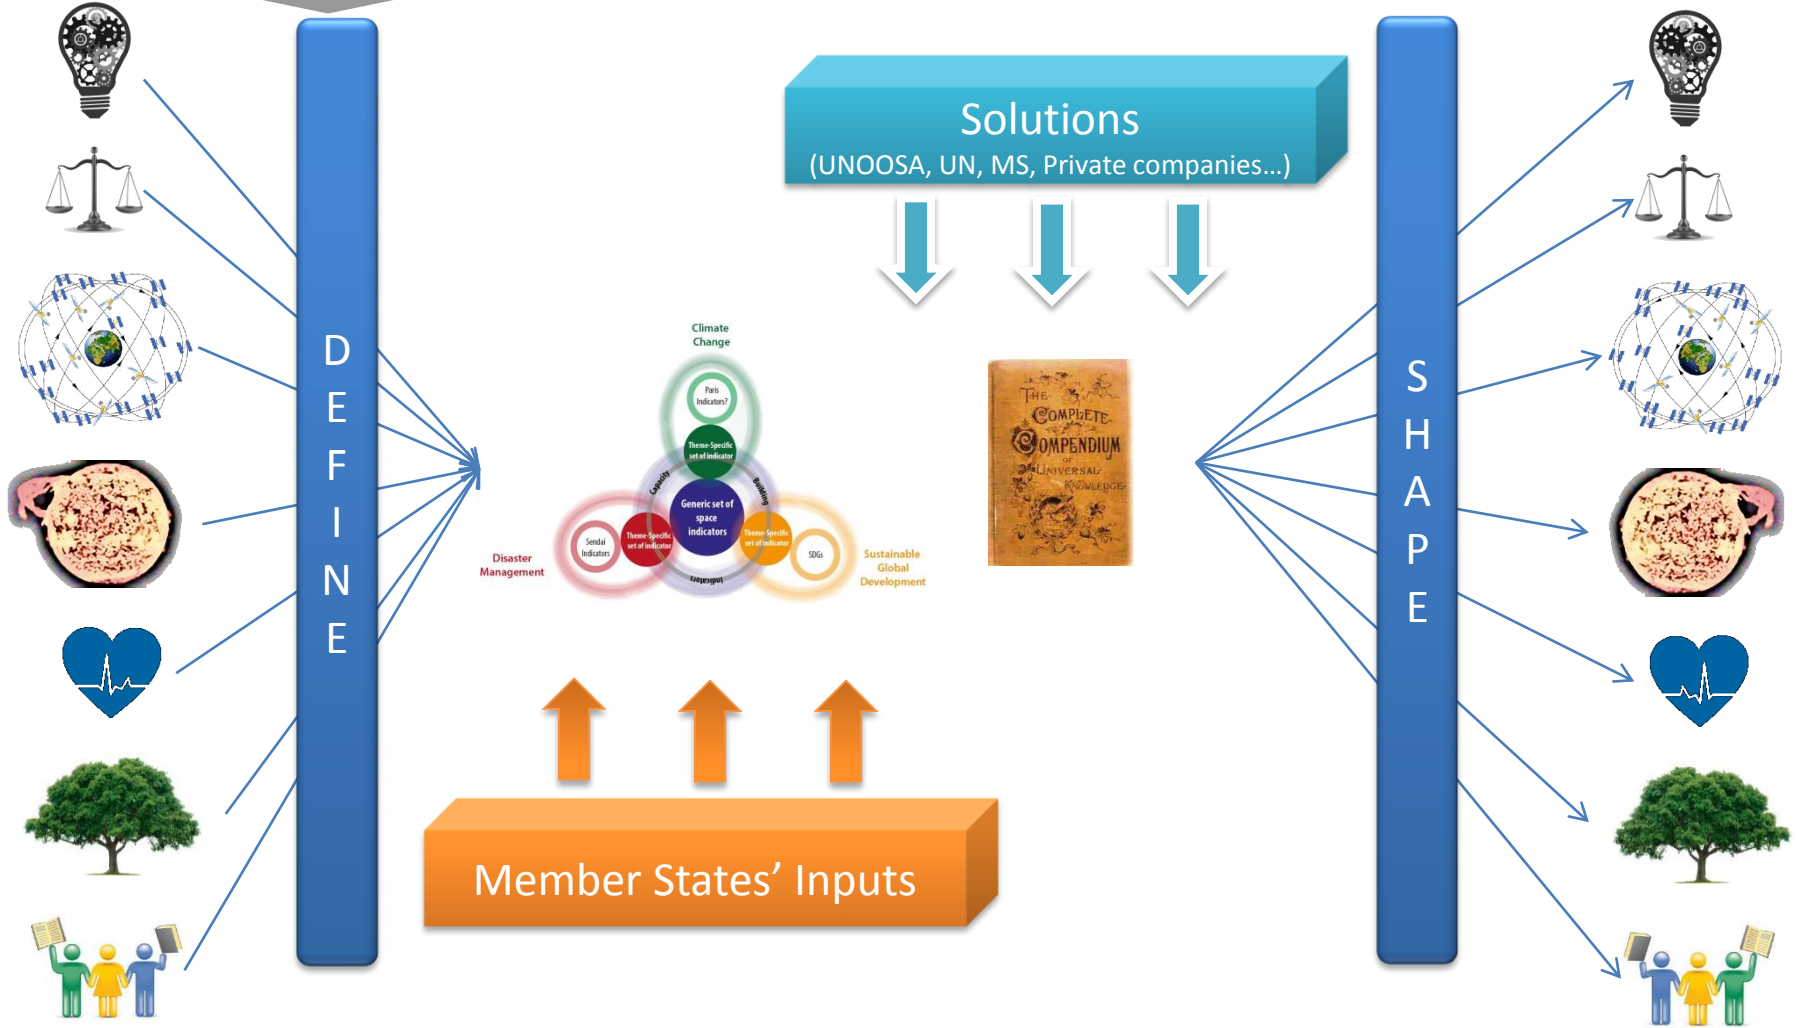 Solutions
(UNOOSA, UN, MS, Private companies…)
D
E
F
I
N
E
Climate
Change
Paris
Indicators?
Theme-Specific
set of indicator
Capacity
Building
Indicators
Generic set of
space
indicators
Sendai
Indicators
Theme-Specific
set of indicator
Theme-Specific
set of indicator
SDGs
Disaster
Management
Sustainable
Global
Development
THE
COMPLETE
COMPENDIUM
OF
UNIVERSAL
KNOWLEDGE
S
H
A
P
E
Member States’ Inputs